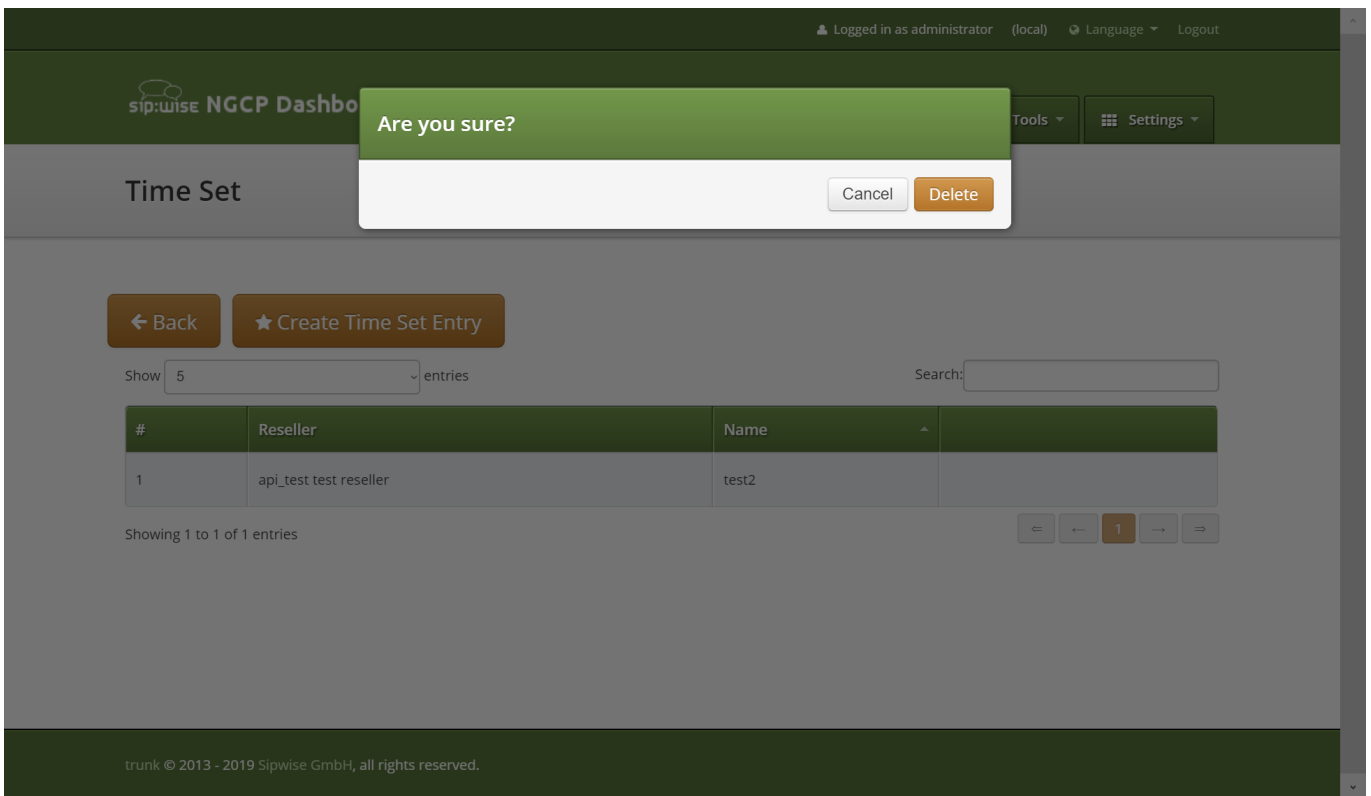 Logged in as administrator (local) Language Logout
sip:wise NGCP Dashbo
Tools Settings
Are you sure?
Cancel Delete
Time Set
Back Create Time Set Entry
Show 5 entries Search:
# Reseller Name
1 api_test test reseller test2
Showing 1 to 1 of 1 entries
⇐ ← 1 → ⇒
trunk © 2013 - 2019 Sipwise GmbH, all rights reserved.